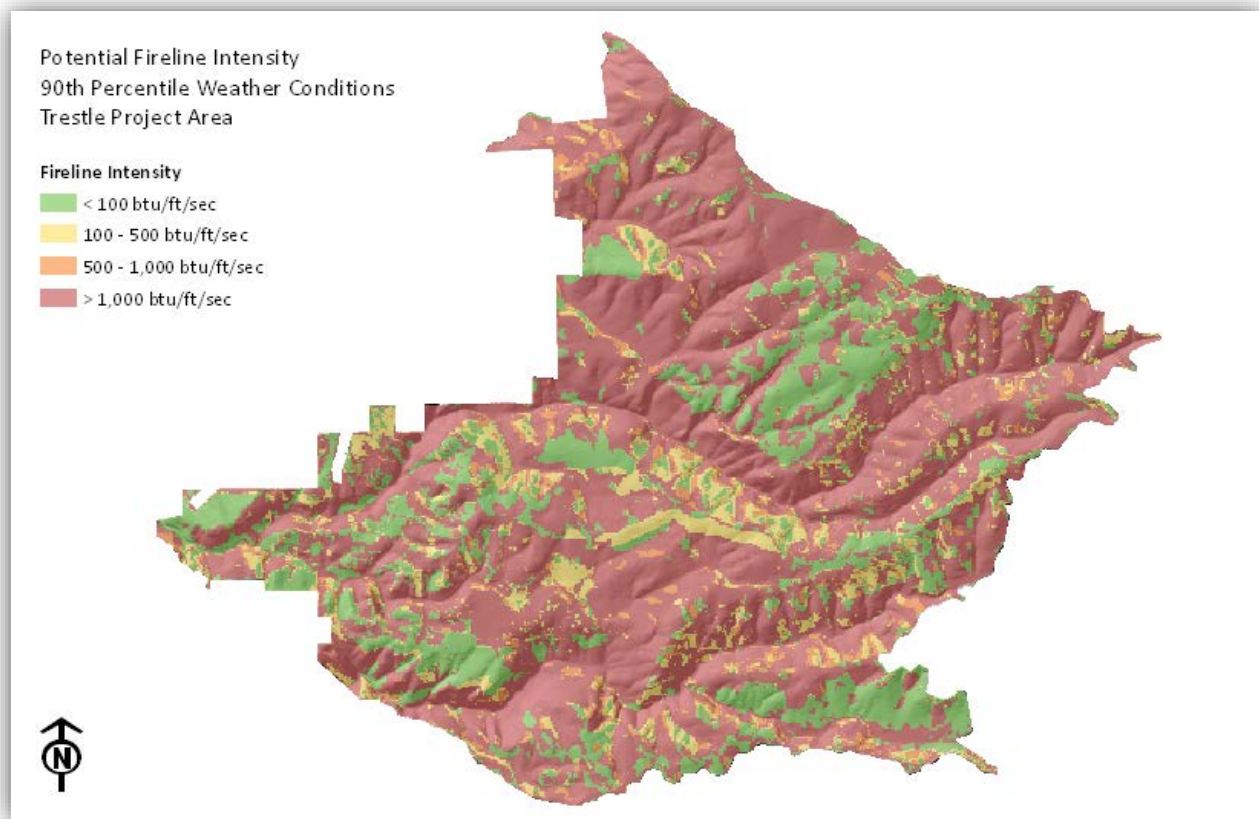 Potential Fireline Intensity
90th Percentile Weather Conditions
Trestle Project Area
Fireline Intensity
< 100 btu/ft/sec
100 - 500 btu/ft/sec
500 - 1,000 btu/ft/sec
> 1,000 btu/ft/sec
N